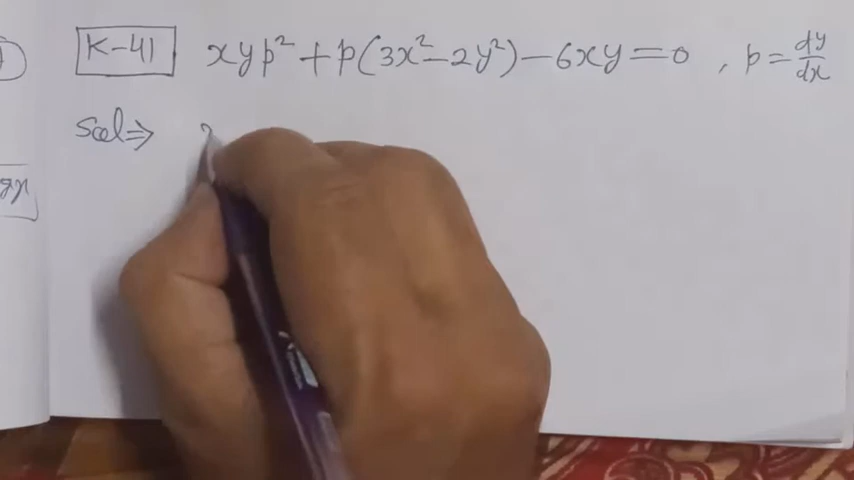 K-41 xyp² + p(3x² - 2y²) - 6xy = 0 , p = dy/dx
Sol⇒